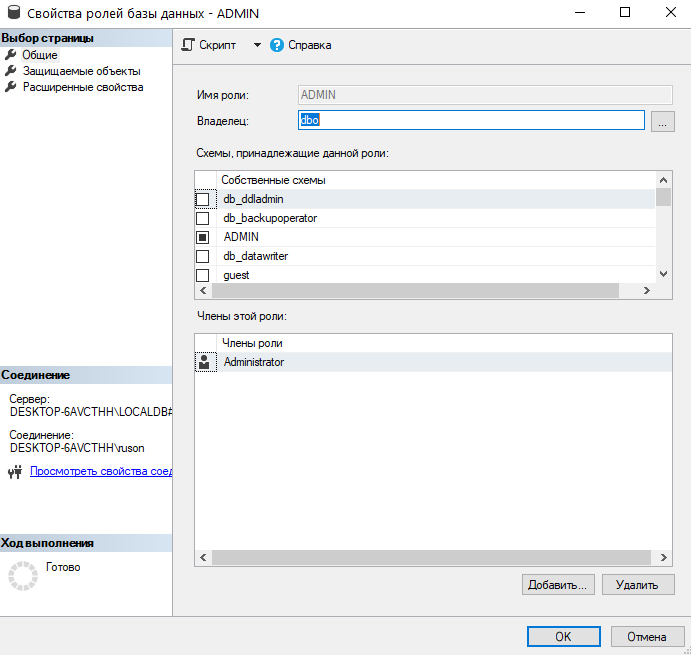 Свойства ролей базы данных - ADMIN
Выбор страницы
Общие
Защищаемые объекты
Расширенные свойства
Скрипт
Справка
Имя роли: ADMIN
Владелец: dbo ...
Схемы, принадлежащие данной роли:
Собственные схемы
db_ddladmin
db_backupoperator
ADMIN
db_datawriter
guest
Члены этой роли:
Члены роли
Administrator
Соединение
Сервер:
DESKTOP-6AVCTHH\LOCALDB#
Соединение:
DESKTOP-6AVCTHH\ruson
Просмотреть свойства соед
Ход выполнения
Готово
Добавить... Удалить
OK Отмена